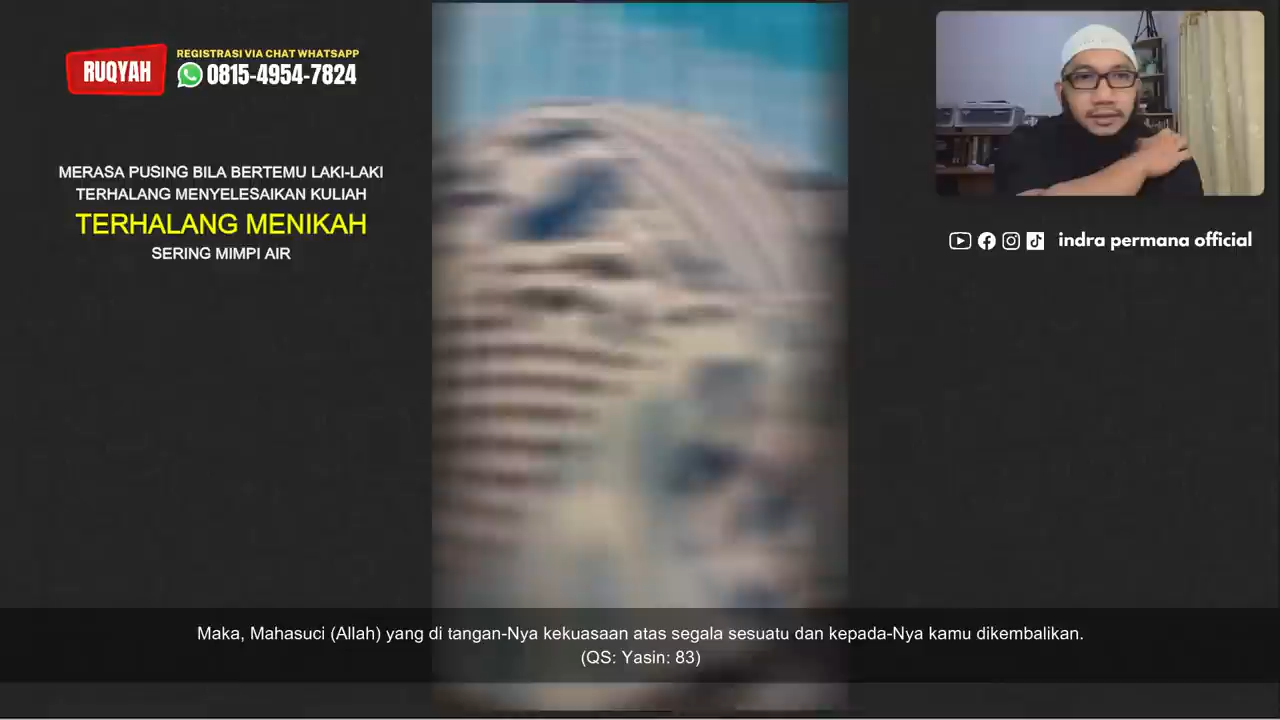 RUQYAH
REGISTRASI VIA CHAT WHATSAPP
0815-4954-7824
MERASA PUSING BILA BERTEMU LAKI-LAKI
TERHALANG MENYELESAIKAN KULIAH
TERHALANG MENIKAH
SERING MIMPI AIR
indra permana official
Maka, Mahasuci (Allah) yang di tangan-Nya kekuasaan atas segala sesuatu dan kepada-Nya kamu dikembalikan.
(QS: Yasin: 83)